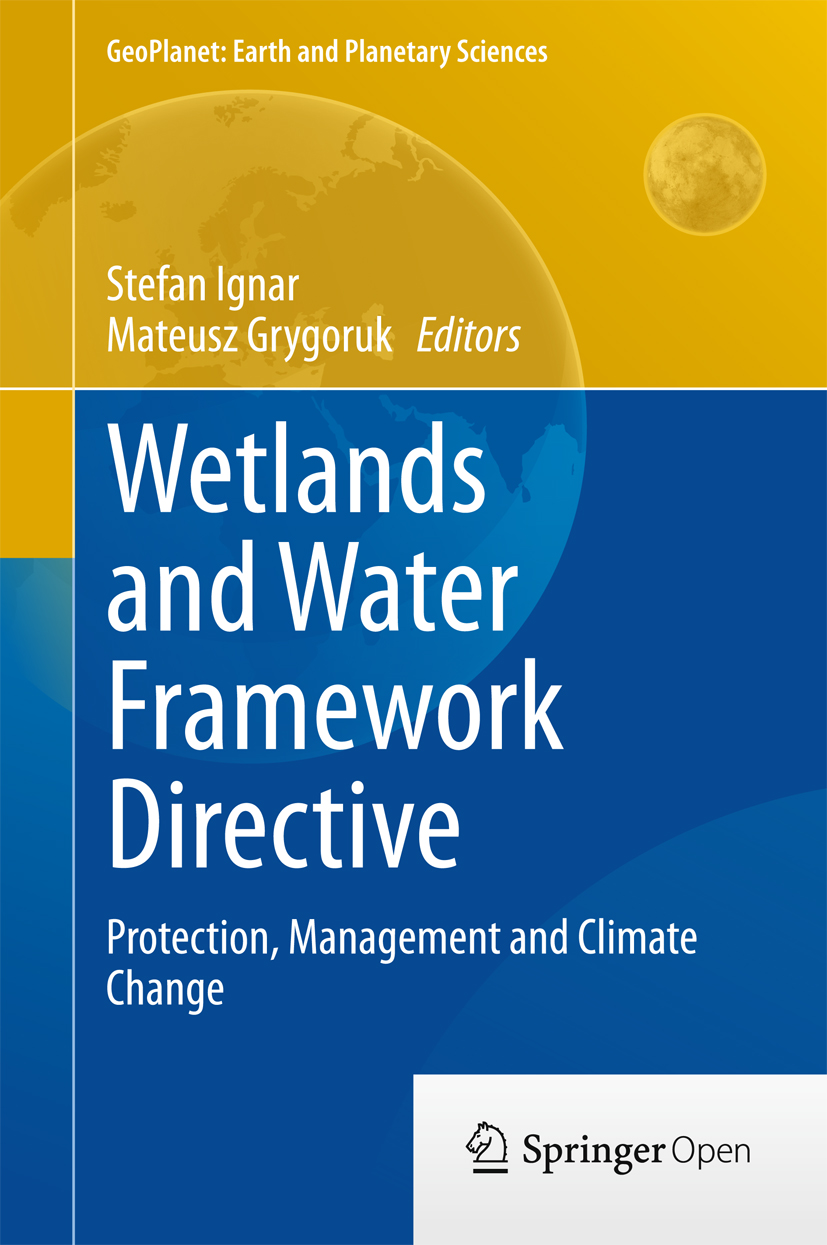 GeoPlanet: Earth and Planetary Sciences
Stefan Ignar
Mateusz Grygoruk Editors
Wetlands
and Water
Framework
Directive
Protection, Management and Climate
Change
Springer Open